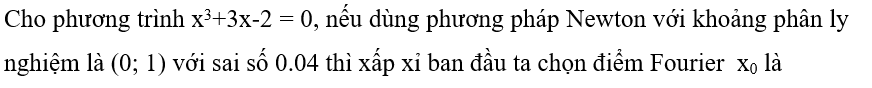 Cho phương trình x³+3x-2 = 0, nếu dùng phương pháp Newton với khoảng phân ly
nghiệm là (0; 1) với sai số 0.04 thì xấp xỉ ban đầu ta chọn điểm Fourier x₀ là